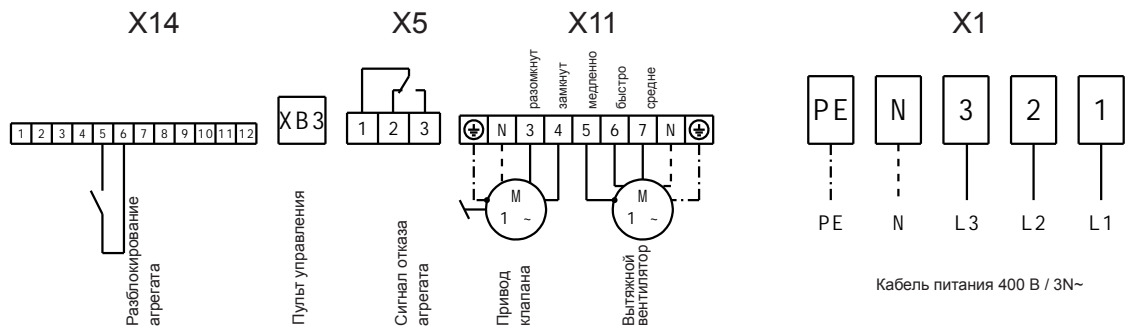 X14
X5
X11
X1
разомкнут
замкнут
медленно
быстро
средне
1 2 3 4 5 6 7 8 9 10 11 12
XB3
1 2 3
N 3 4 5 6 7 N
PE N 3 2 1
M
1 ~
M
1 ~
PE N L3 L2 L1
Разблокирование
агрегата
Пульт управления
Сигнал отказа
агрегата
Привод
клапана
Вытяжной
вентилятор
Кабель питания 400 В / 3N~